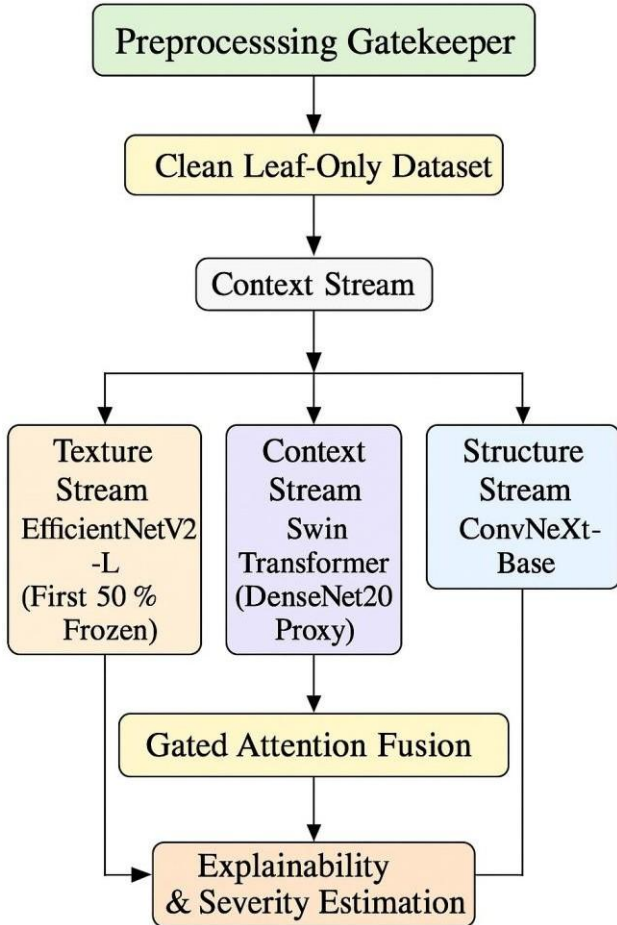 Preprocesssing Gatekeeper
Clean Leaf-Only Dataset
Context Stream
Texture
Stream
EfficientNetV2
-L
(First 50 %
Frozen)
Context
Stream
Swin
Transformer
(DenseNet20
Proxy)
Structure
Stream
ConvNeXt-
Base
Gated Attention Fusion
Explainability
& Severity Estimation